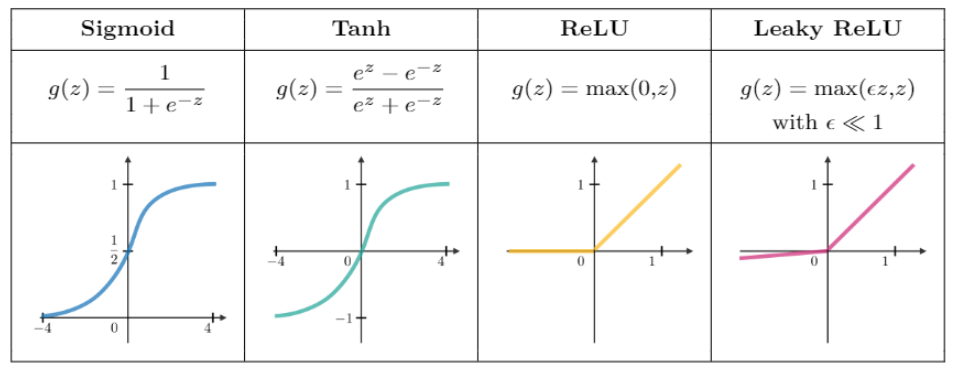 Sigmoid Tanh ReLU Leaky ReLU
g(z) = 1 / (1 + e^−z)
g(z) = (e^z − e^−z) / (e^z + e^−z)
g(z) = max(0,z)
g(z) = max(ϵz,z)
with ϵ ≪ 1
1
1/2
−4 0 4
1
−4 0 4
−1
1
0 1
1
0 1